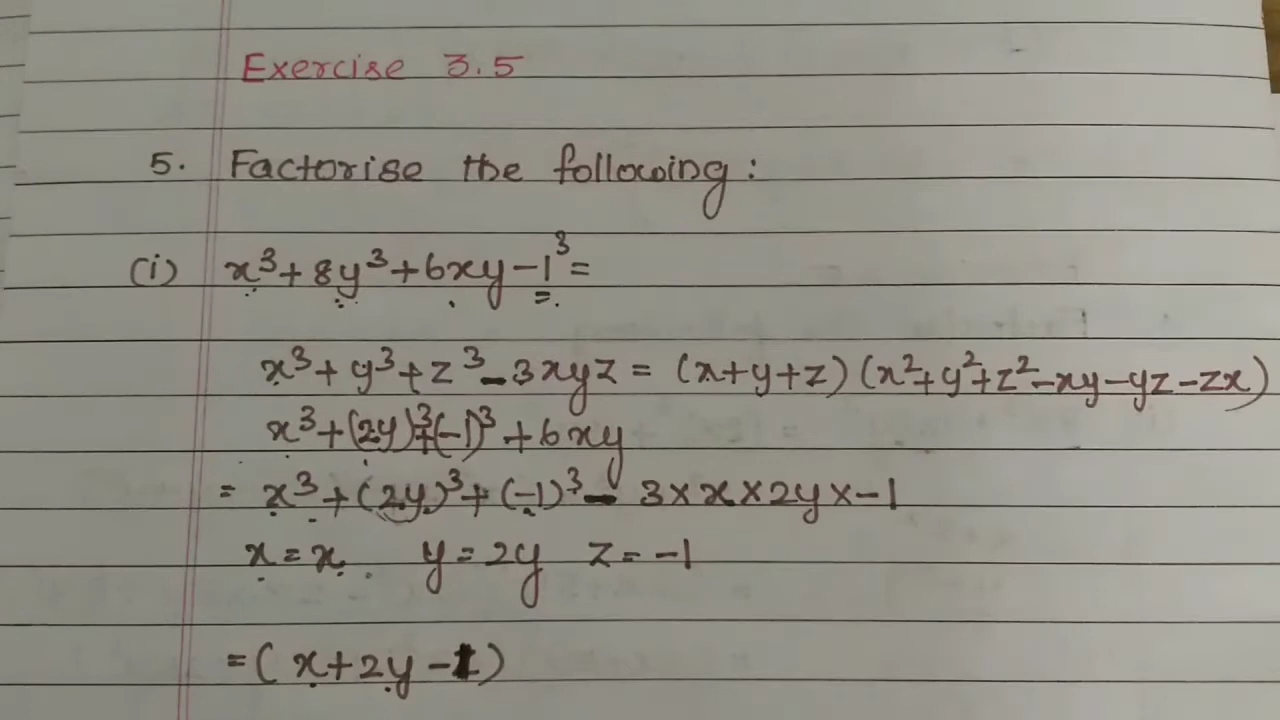 Exercise 3.5
5. Factorise the following:
(i) x³+8y³+6xy-1³=
x³+y³+z³-3xyz=(x+y+z)(x²+y²+z²-xy-yz-zx)
x³+(2y)³+(-1)³+6xy
= x³+(2y)³+(-1)³- 3×x×2y×-1
x=x y=2y z=-1
=(x+2y-1)